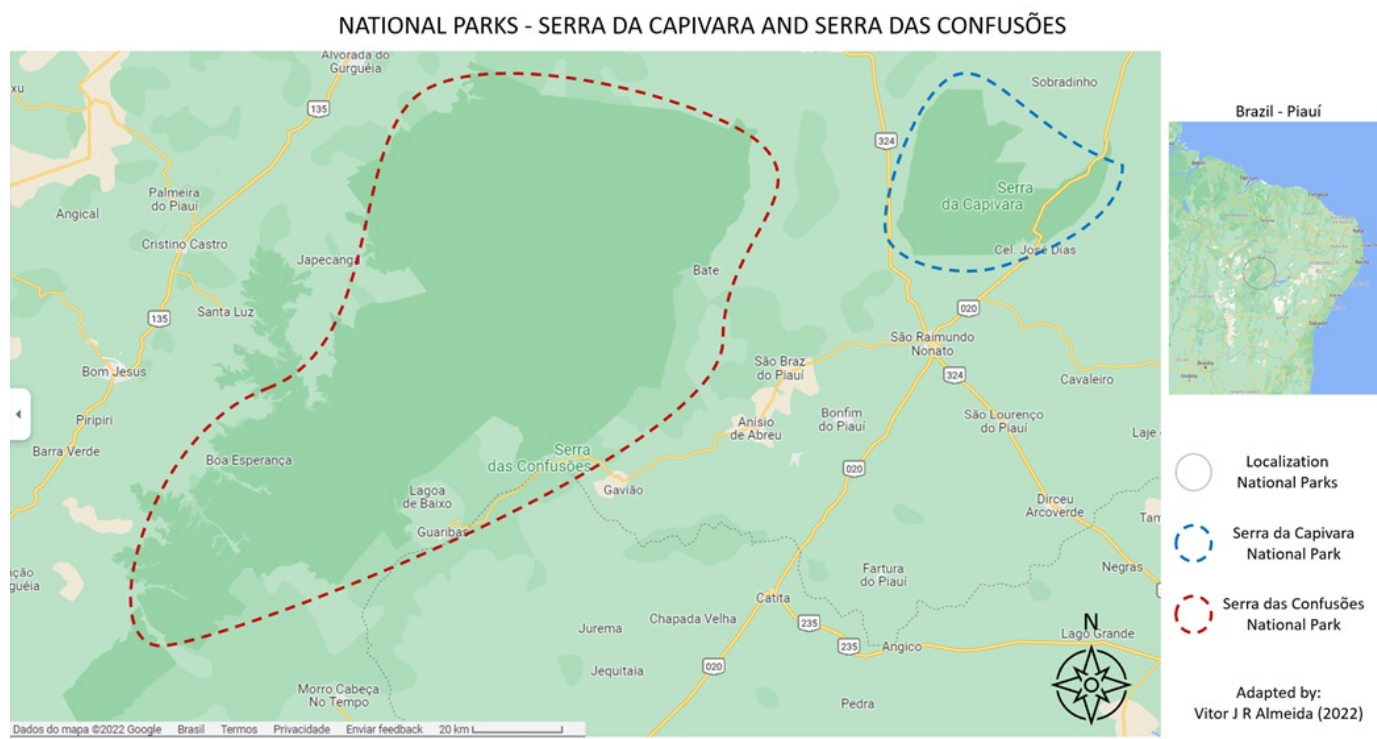 NATIONAL PARKS - SERRA DA CAPIVARA AND SERRA DAS CONFUSÕES
Alvorada do
Gurguéia
Sobradinho
xu
135
324
Brazil - Piauí
Palmeira
do Piauí
Angical
Serra
da Capivara
Cristino Castro
Japecanga
Cel. José Dias
Bate
Santa Luz
135
020
São Raimundo
Nonato
São Braz
do Piauí
Bom Jesus
324
Cavaleiro
Piripiri
Bonfim
do Piauí
São Lourenço
do Piauí
Anísio
de Abreu
Laje
Barra Verde
Boa Esperança
Serra
das Confusões
020
Localization
National Parks
Lagoa
de Baixo
Gavião
Dirceu
Arcoverde
Tam
Guaribas
Serra da Capivara
National Park
ção
guéia
Fartura
do Piauí
Negras
Catita
Serra das Confusões
National Park
Chapada Velha
Jurema
235
N
Lago Grande
235
Angico
Jequitaia
020
Morro Cabeça
No Tempo
Pedra
Adapted by:
Vitor J R Almeida (2022)
Dados do mapa ©2022 Google Brasil Termos Privacidade Enviar feedback 20 km